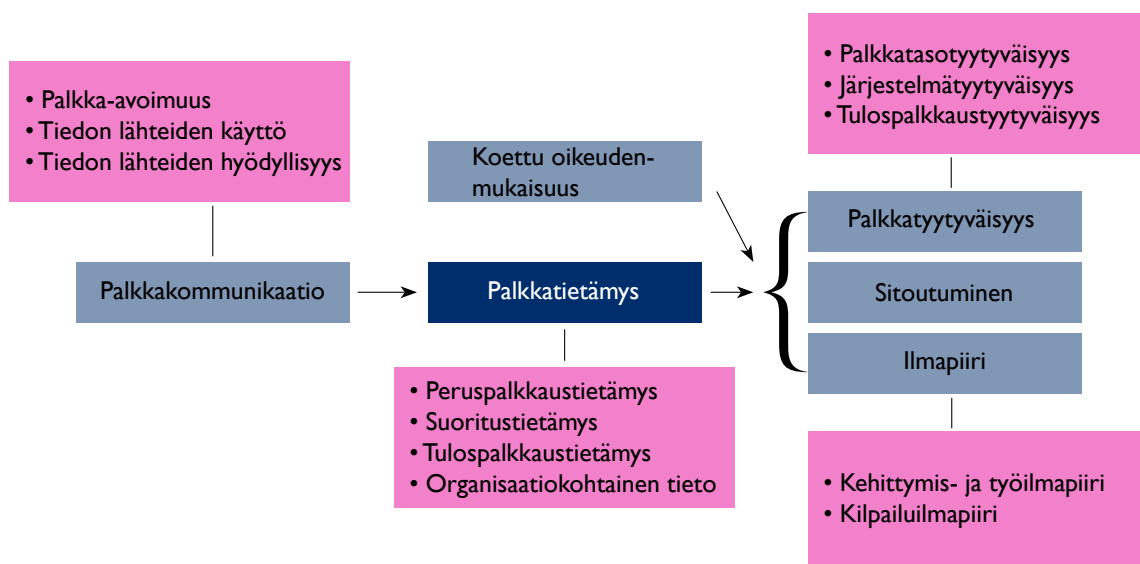 • Palkka-avoimuus
• Tiedon lähteiden käyttö
• Tiedon lähteiden hyödyllisyys
Palkkakommunikaatio
Koettu oikeuden-
mukaisuus
Palkkatietämys
• Peruspalkkaustietämys
• Suoritustietämys
• Tulospalkkaustietämys
• Organisaatiokohtainen tieto
• Palkkatasotyytyväisyys
• Järjestelmätyytyväisyys
• Tulospalkkaustyytyväisyys
Palkkatyytyväisyys
Sitoutuminen
Ilmapiiri
• Kehittymis- ja työilmapiiri
• Kilpailuilmapiiri